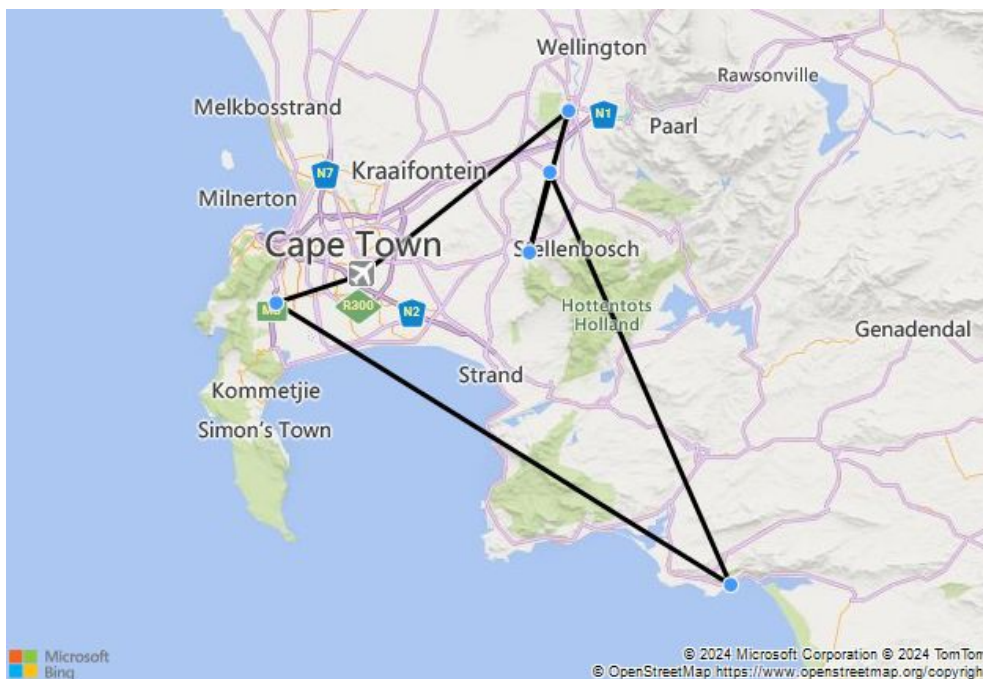 Wellington
Rawsonville
Melkbosstrand
N1
Paarl
N7
Kraaifontein
Milnerton
Cape Town
Stellenbosch
R300
N2
Hottentots
Holland
Genadendal
Strand
Kommetjie
Simon's Town
Microsoft
Bing
© 2024 Microsoft Corporation © 2024 TomTom
© OpenStreetMap https://www.openstreetmap.org/copyrigh